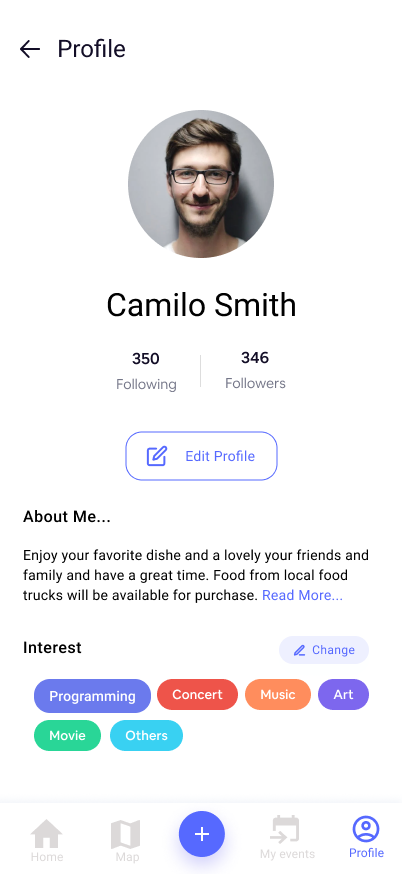 Profile
Camilo Smith
350
Following
346
Followers
Edit Profile
About Me...
Enjoy your favorite dishe and a lovely your friends and
family and have a great time. Food from local food
trucks will be available for purchase. Read More...
Interest
Change
Programming
Concert
Music
Art
Movie
Others
Home
Map
My events
Profile